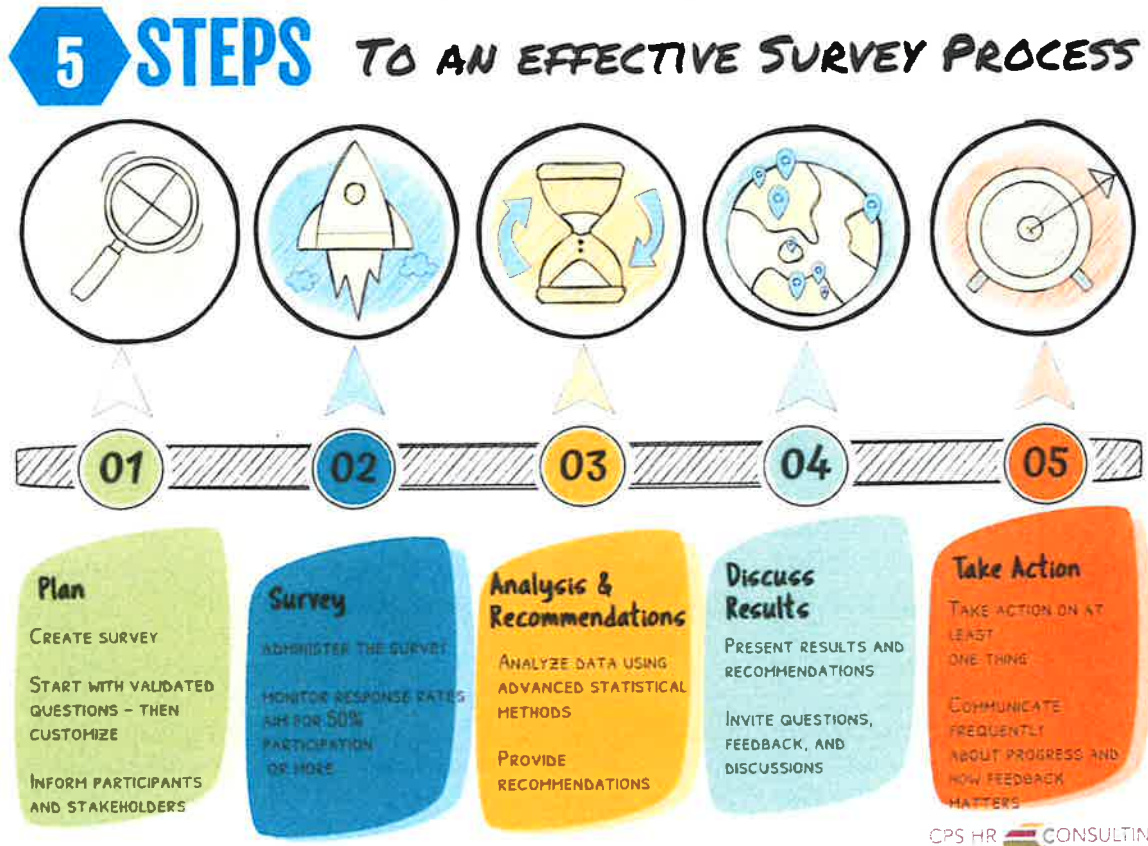 5 STEPS TO AN EFFECTIVE SURVEY PROCESS
01 02 03 04 05
Plan
CREATE SURVEY
START WITH VALIDATED
QUESTIONS – THEN
CUSTOMIZE
INFORM PARTICIPANTS
AND STAKEHOLDERS
Survey
ADMINISTER THE SURVEY
MONITOR RESPONSE RATES
AIM FOR 50%
PARTICIPATION
OR MORE
Analysis &
Recommendations
ANALYZE DATA USING
ADVANCED STATISTICAL
METHODS
PROVIDE
RECOMMENDATIONS
Discuss
Results
PRESENT RESULTS AND
RECOMMENDATIONS
INVITE QUESTIONS,
FEEDBACK, AND
DISCUSSIONS
Take Action
TAKE ACTION ON AT
LEAST
ONE THING
COMMUNICATE
FREQUENTLY
ABOUT PROGRESS AND
HOW FEEDBACK
MATTERS
CPS HR CONSULTIN